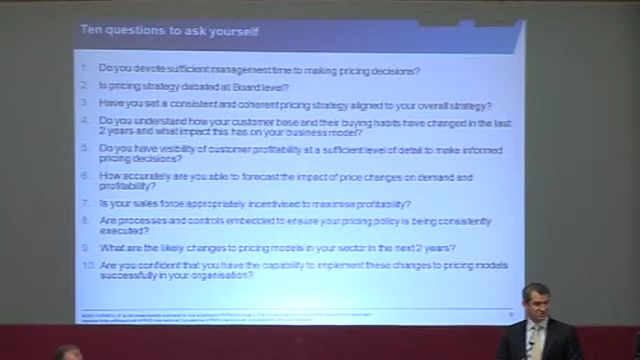 Ten questions to ask yourself
1. Do you devote sufficient management time to making pricing decisions?
2. Is pricing strategy debated at Board level?
3. Have you set a consistent and coherent pricing strategy aligned to your overall strategy?
4. Do you understand how your customer base and their buying habits have changed in the last
2 years and what impact this has on your business model?
5. Do you have visibility of customer profitability at a sufficient level of detail to make informed
pricing decisions?
6. How accurately are you able to forecast the impact of price changes on demand and
profitability?
7. Is your sales force appropriately incentivised to maximise profitability?
8. Are processes and controls embedded to ensure your pricing policy is being consistently
executed?
9. What are the likely changes to pricing models in your sector in the next 2 years?
10. Are you confident that you have the capability to implement these changes to pricing models
successfully in your organisation?